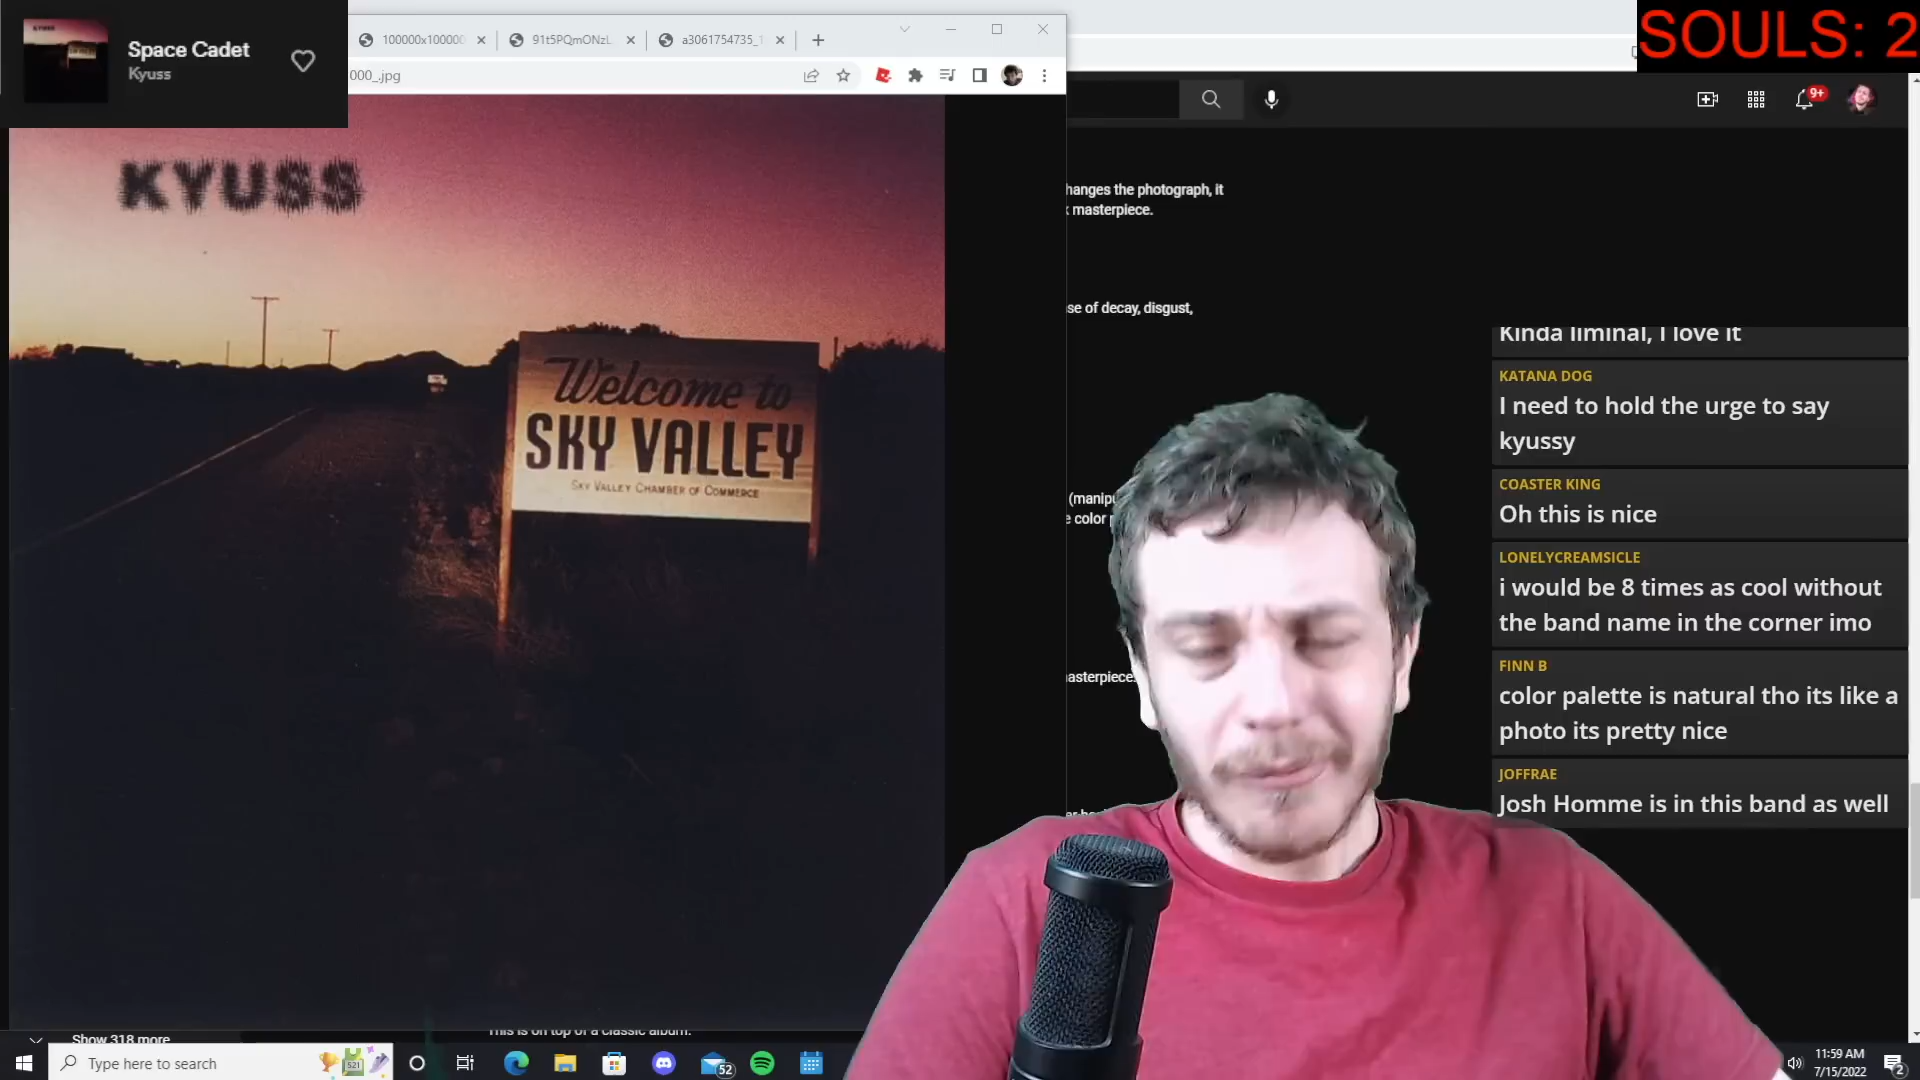 Space Cadet
Kyuss
100000x100000
91t5PQmONzL
a3061754735_1
000_.jpg
SOULS: 2
9+
KYUSS
Welcome to
SKY VALLEY
SKY VALLEY CHAMBER OF COMMERCE
hanges the photograph, it
masterpiece.
se of decay, disgust,
(manipu
e color
asterpiece.
Kinda liminal, I love it
KATANA DOG
I need to hold the urge to say
kyussy
COASTER KING
Oh this is nice
LONELYCREAMSICLE
i would be 8 times as cool without
the band name in the corner imo
FINN B
color palette is natural tho its like a
photo its pretty nice
JOFFRAE
Josh Homme is in this band as well
Show 318 more
This is on top of a classic album.
Type here to search
521
52
11:59 AM
7/15/2022
2